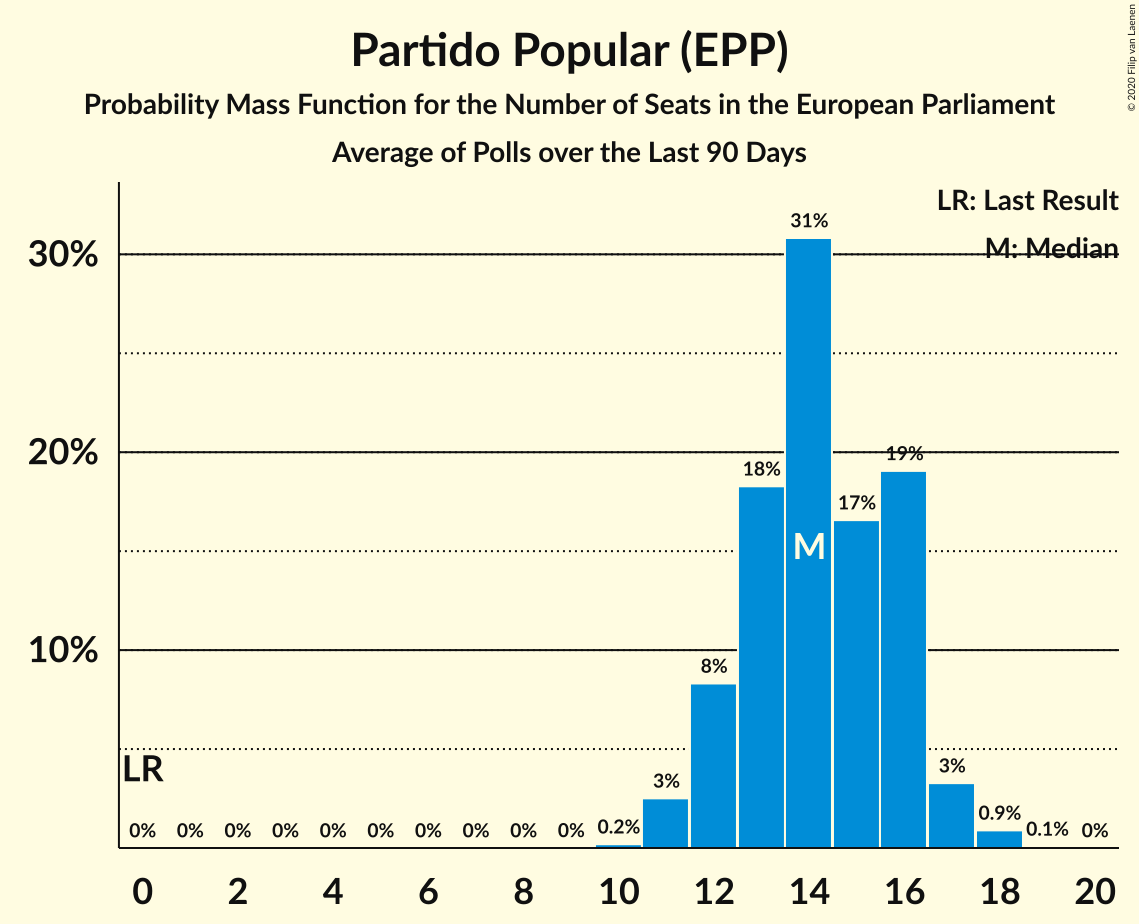 Partido Popular (EPP)
Probability Mass Function for the Number of Seats in the European Parliament
Average of Polls over the Last 90 Days
© 2020 Filip van Laenen
LR: Last Result
M: Median
30%
20%
10%
31%
19%
18%
17%
M
8%
LR
3%
3%
0% 0% 0% 0% 0% 0% 0% 0% 0% 0% 0.2% 0.9% 0.1% 0%
0 2 4 6 8 10 12 14 16 18 20